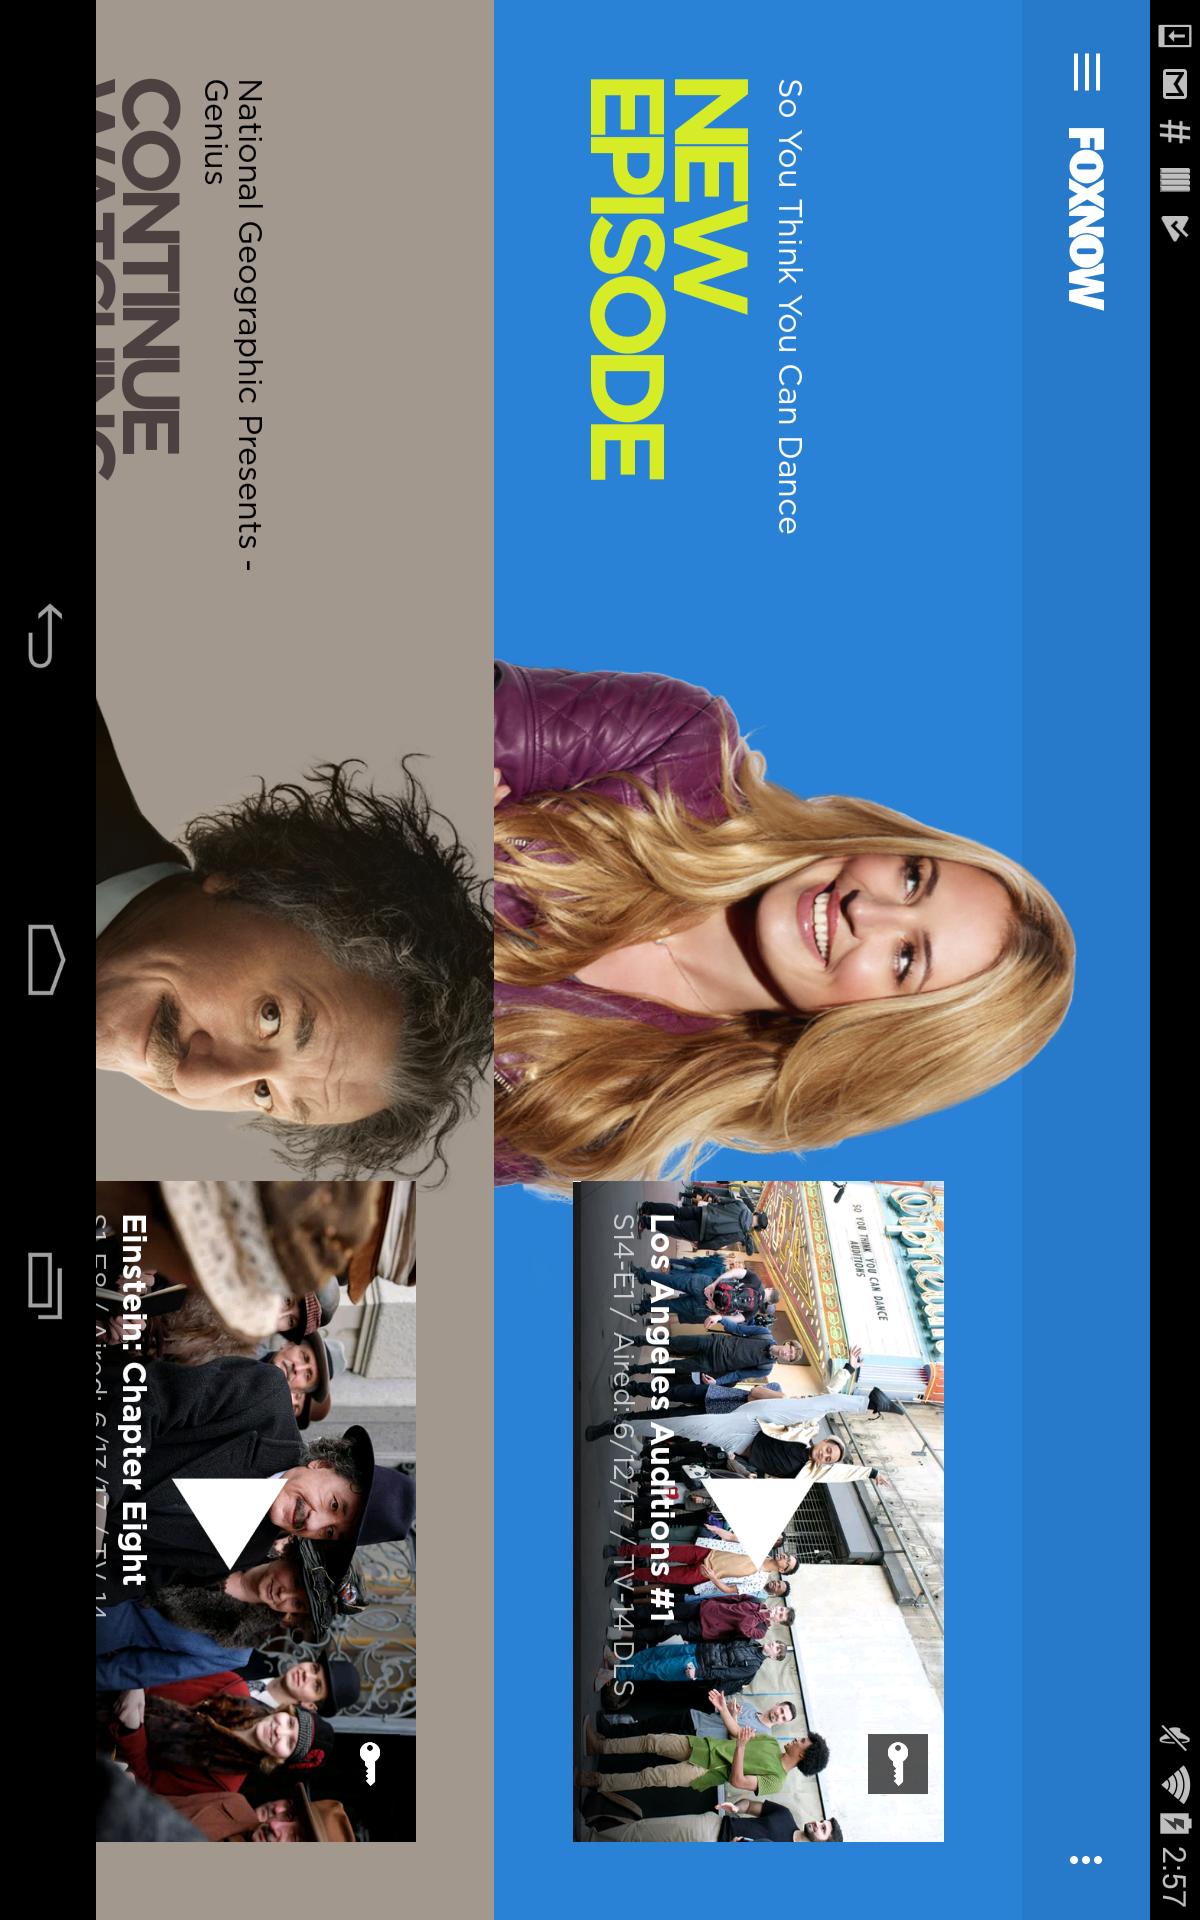 2:57
FOXNOW
So You Think You Can Dance
NEW
EPISODE
SO YOU THINK YOU CAN DANCE
AUDITIONS
Los Angeles Auditions #1
S14-E1 / Aired: 6/12/17 / TV-14 DLS
National Geographic Presents -
Genius
CONTINUE
WATCHING
Einstein: Chapter Eight
S1-E8 / Aired: 6/13/17 / TV-14